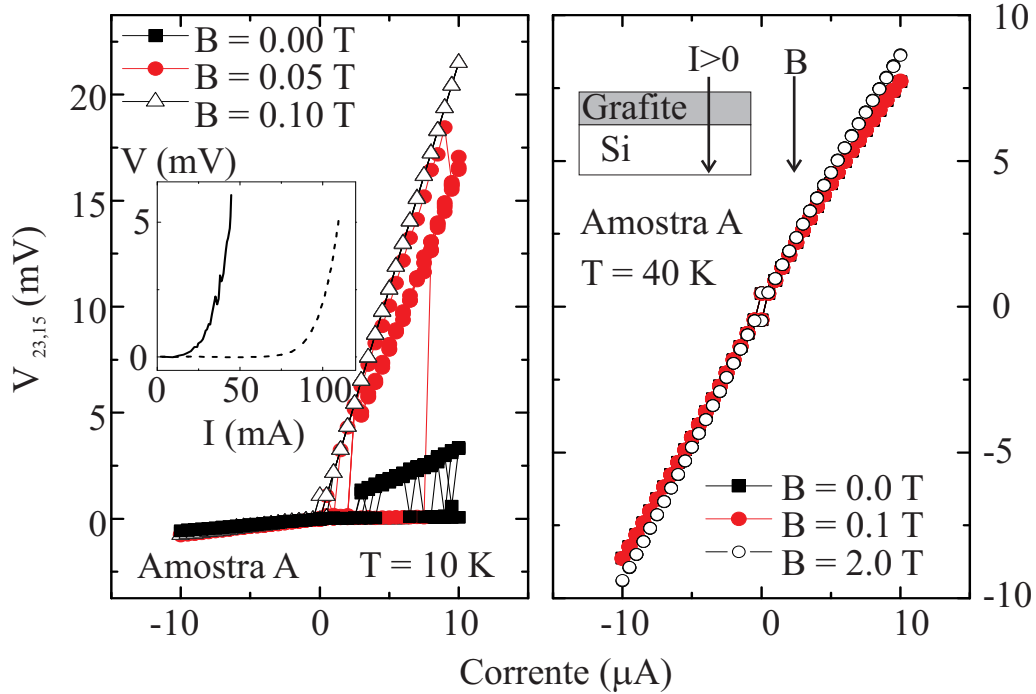 B = 0.00 T
B = 0.05 T
B = 0.10 T
V (mV)
5
0
0
50
100
I (mA)
20
15
10
5
0
V23,15 (mV)
Amostra A
T = 10 K
-10
0
10
I>0
B
Grafite
Si
Amostra A
T = 40 K
B = 0.0 T
B = 0.1 T
B = 2.0 T
10
5
0
-5
-10
-10
0
10
Corrente (μA)